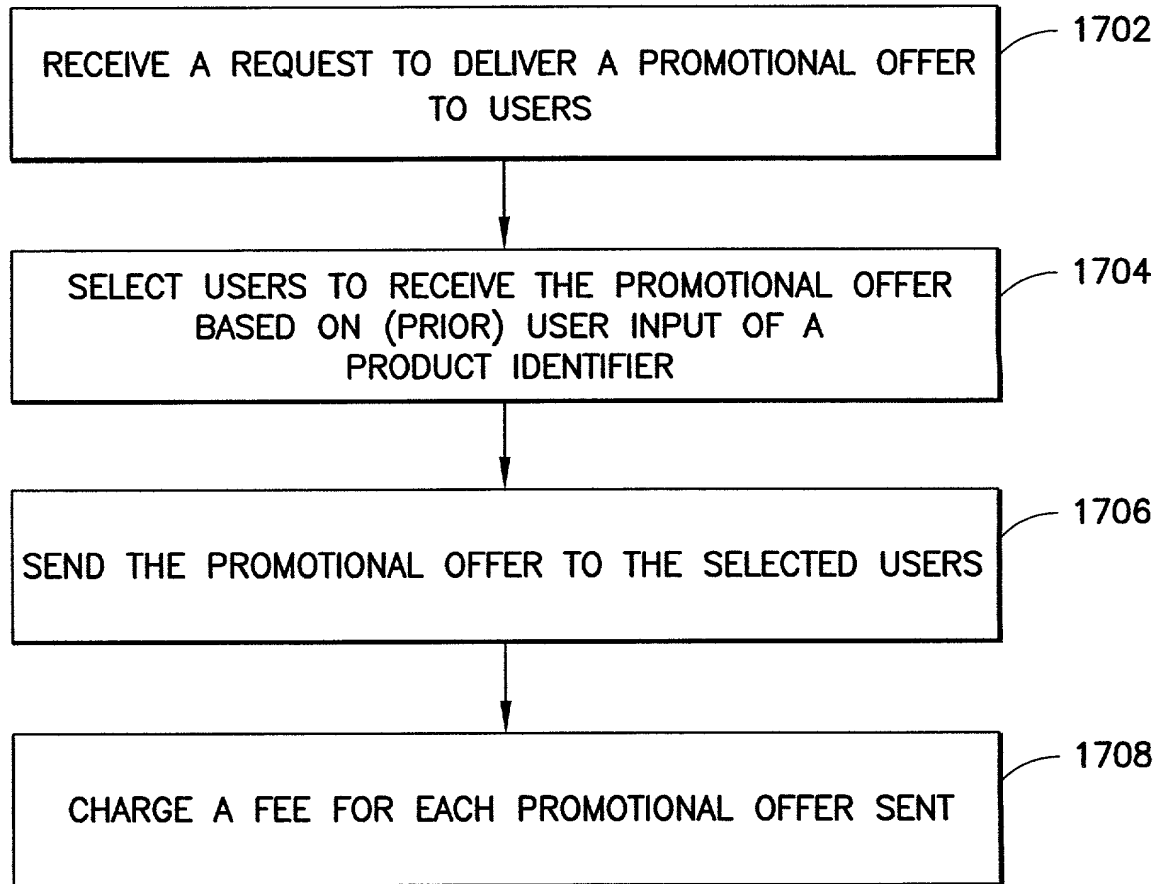 RECEIVE A REQUEST TO DELIVER A PROMOTIONAL OFFER
TO USERS
1702
SELECT USERS TO RECEIVE THE PROMOTIONAL OFFER
BASED ON (PRIOR) USER INPUT OF A
PRODUCT IDENTIFIER
1704
SEND THE PROMOTIONAL OFFER TO THE SELECTED USERS
1706
CHARGE A FEE FOR EACH PROMOTIONAL OFFER SENT
1708